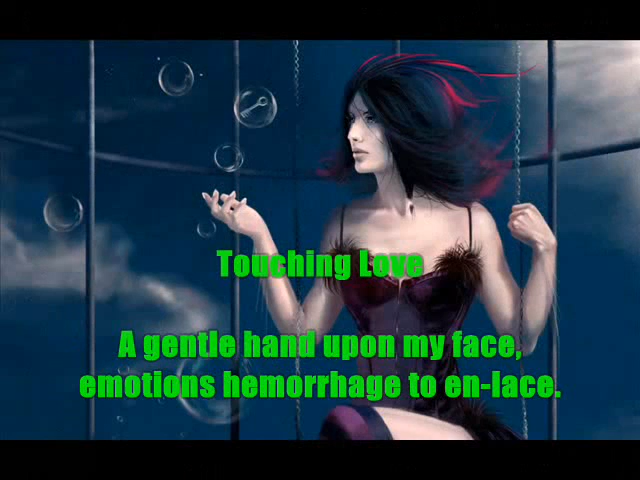 Touching Love
A gentle hand upon my face,
emotions hemorrhage to en-lace.